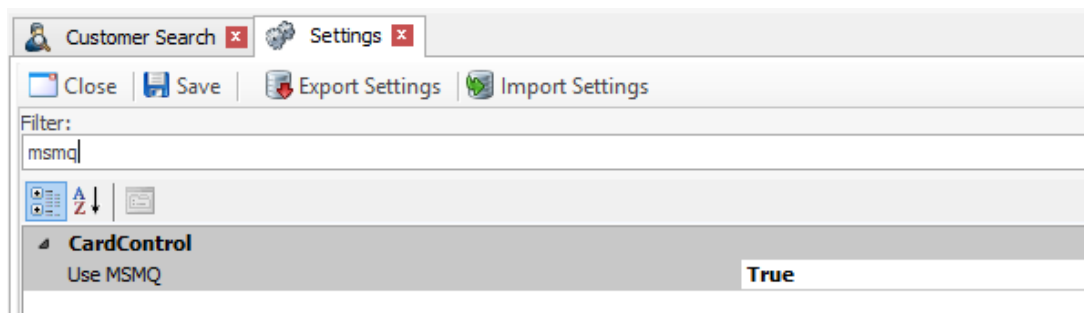 Customer Search Settings
Close Save Export Settings Import Settings
Filter:
msmq
CardControl
Use MSMQ True